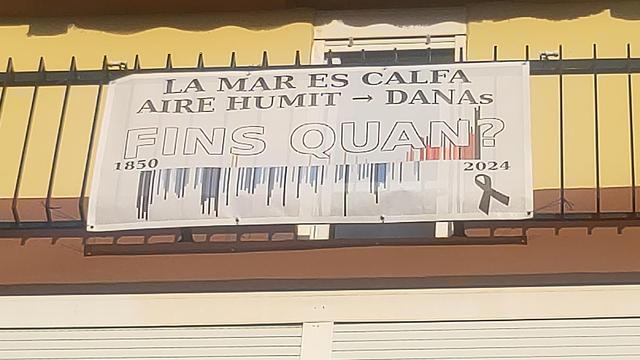 LA MAR ES CALFA
AIRE HUMIT → DANAs
FINS QUAN?
1850 2024